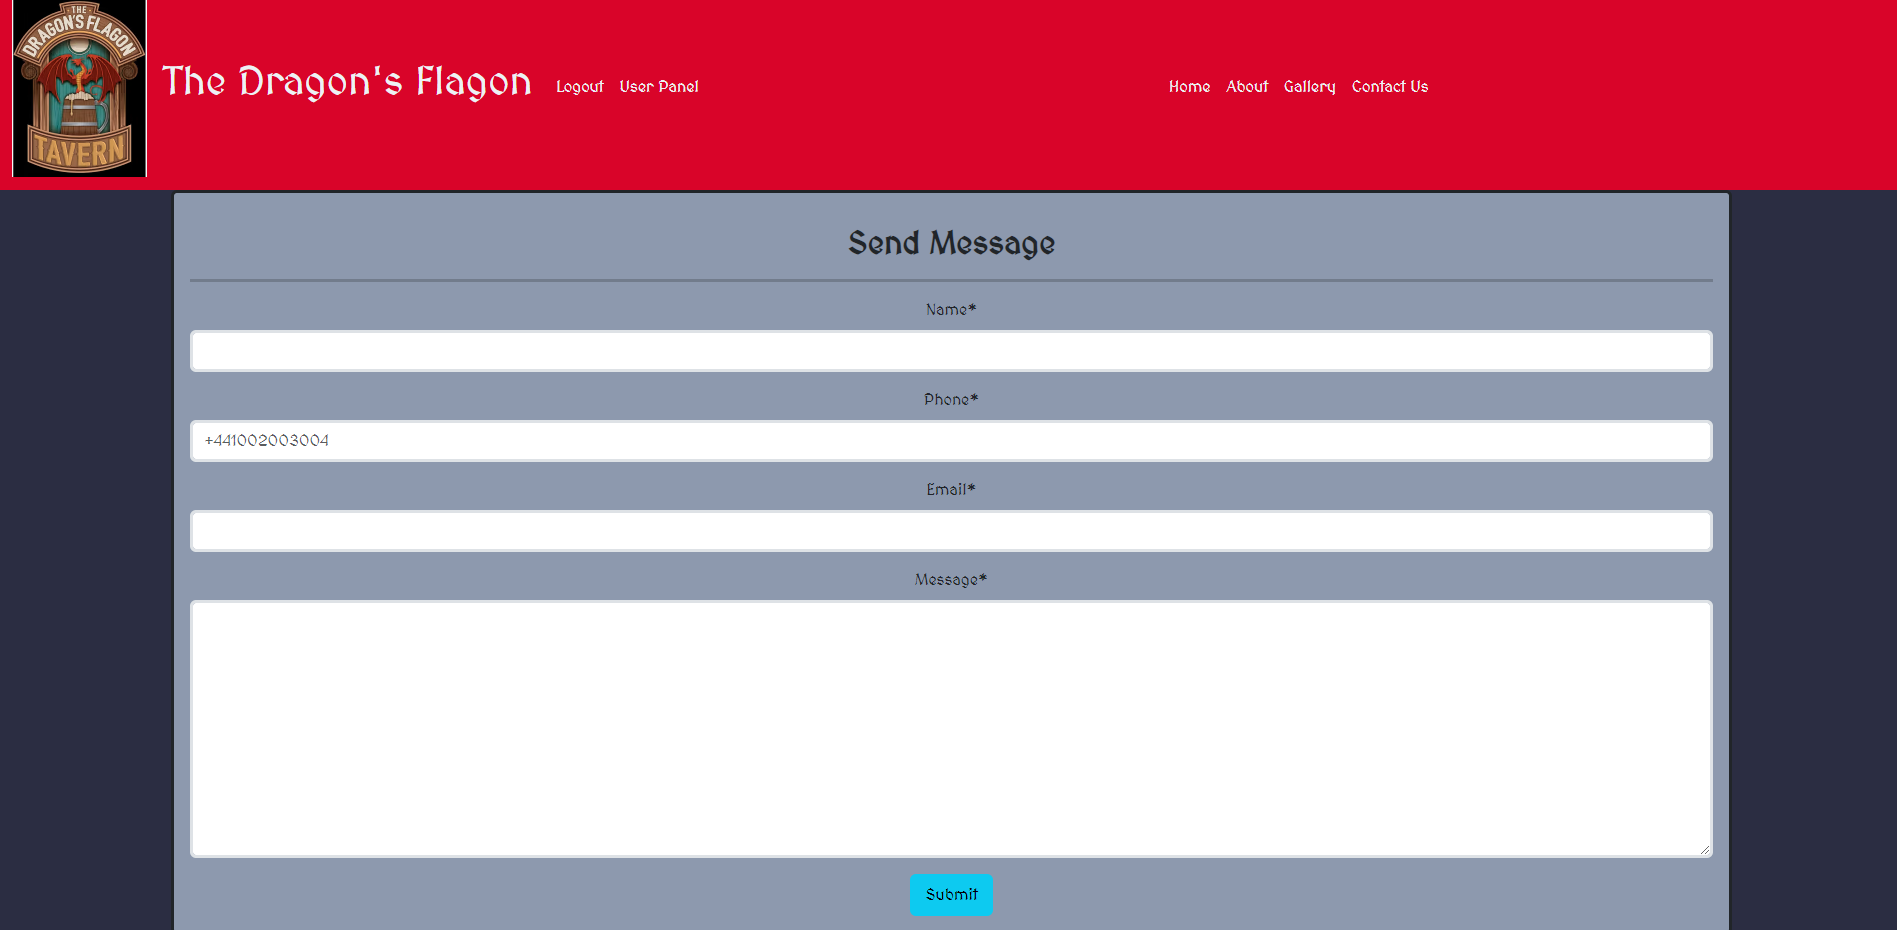 THE
DRAGON'S FLAGON
TAVERN
The Dragon's Flagon
Logout User Panel
Home About Gallery Contact Us
Send Message
Name*
Phone*
+441002003004
Email*
Message*
Submit